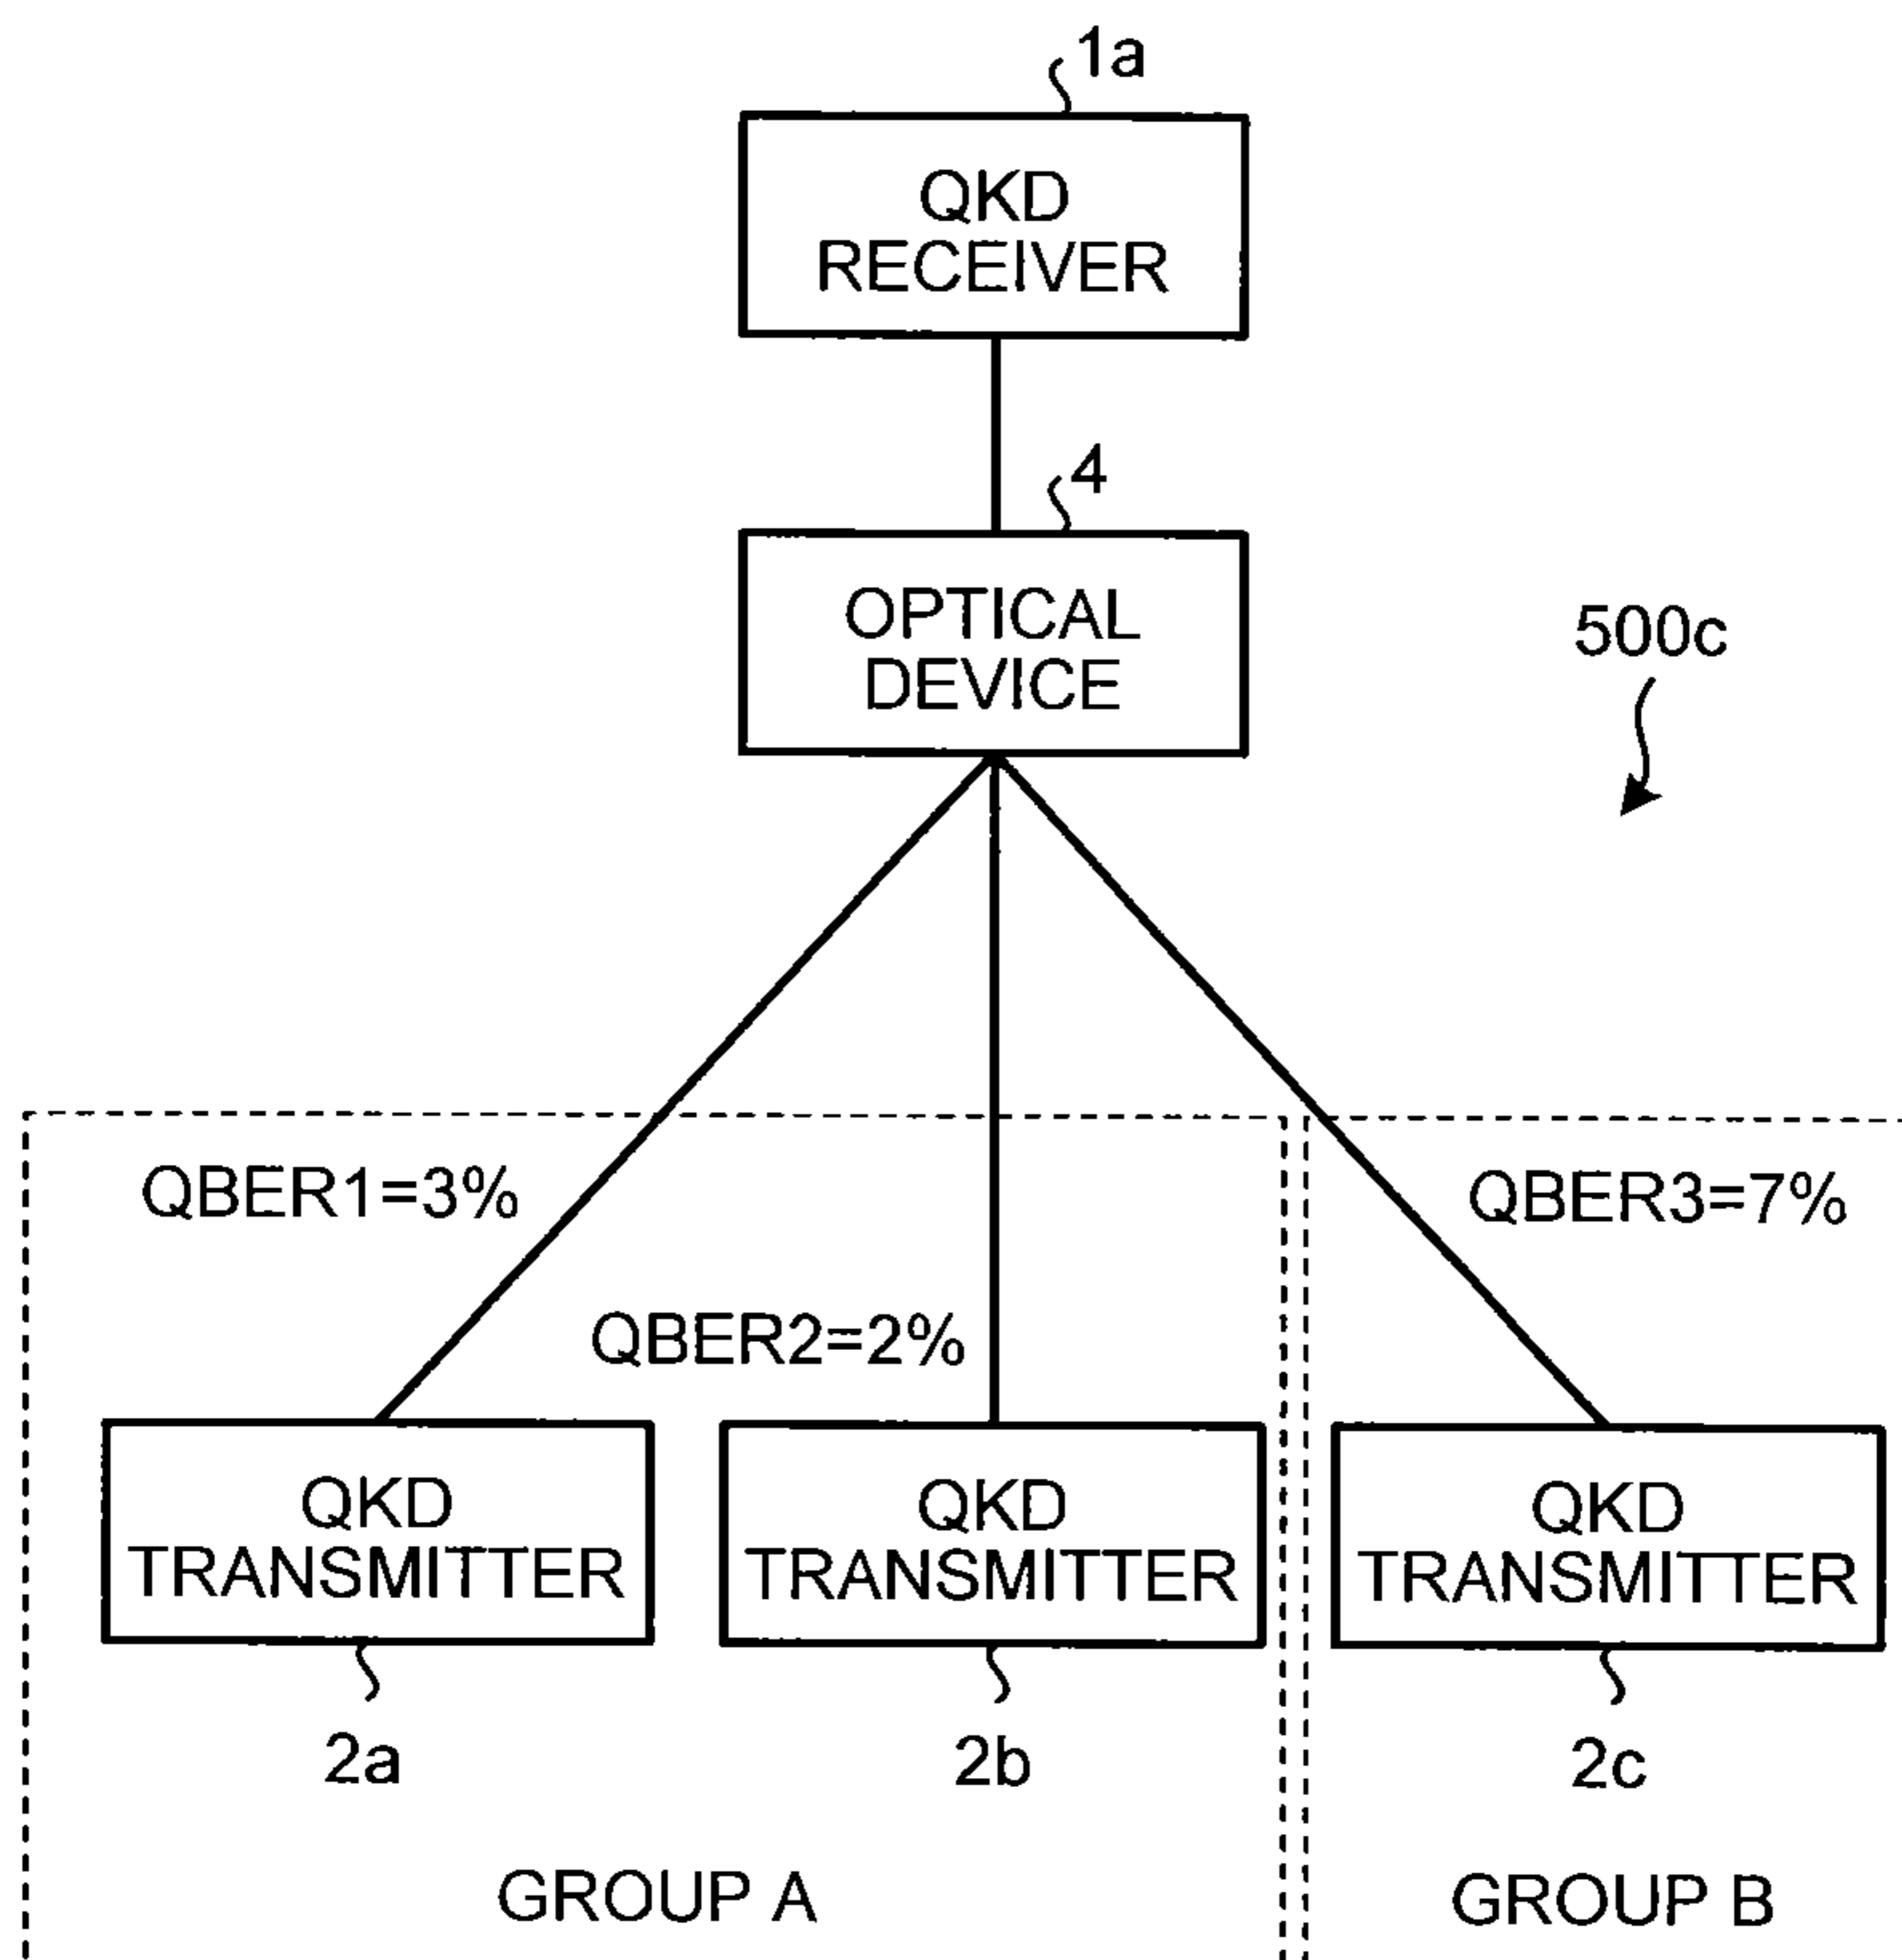 1a
QKD
RECEIVER
4
OPTICAL
DEVICE
500c
QBER1=3%
QBER3=7%
QBER2=2%
QKD
TRANSMITTER
QKD
TRANSMITTER
QKD
TRANSMITTER
2a
2b
2c
GROUP A
GROUP B